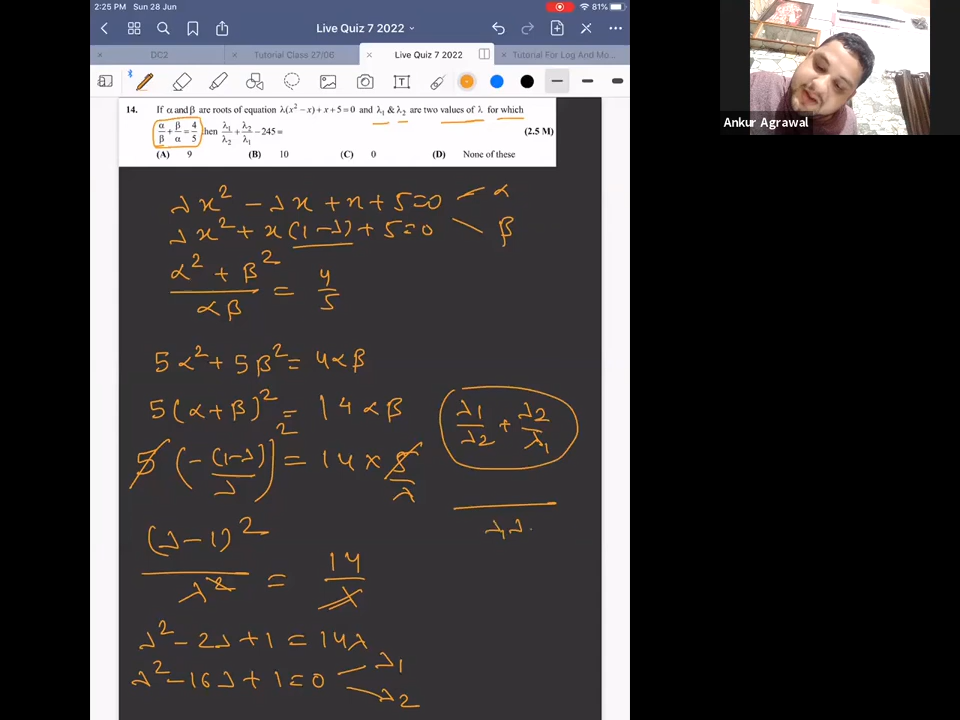 2:25 PM Sun 28 Jun
81%
Live Quiz 7 2022
DC2
Tutorial Class 27/06
Live Quiz 7 2022
Tutorial For Log And Mo...
14. If α and β are roots of equation λ(x² – x) + x + 5 = 0 and λ₁ & λ₂ are two values of λ for which
α/β + β/α = 4/5 then λ₁/λ₂ + λ₂/λ₁ – 245 = (2.5 M)
(A) 9 (B) 10 (C) 0 (D) None of these
λx² - λx + x + 5 = 0 α
λx² + x(1-λ) + 5 = 0 β
(α² + β²)/(αβ) = 4/5
5α² + 5β² = 4αβ
5(α+β)² = 14αβ
5(-(1-λ)/λ)² = 14 × 5/λ
(λ-1)²/λ² = 14/λ
λ² - 2λ + 1 = 14λ
λ² - 16λ + 1 = 0 λ1
λ2
λ1/λ2 + λ2/λ1
λ1λ
Ankur Agrawal